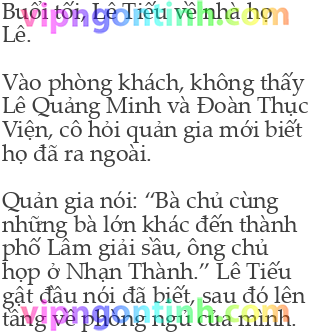 Buổi tối, Lê Tiếu về nhà họ
Lê.
Vào phòng khách, không thấy
Lê Quảng Minh và Đoàn Thục
Viện, cô hỏi quản gia mới biết
họ đã ra ngoài.
Quản gia nói: “Bà chủ cùng
những bà lớn khác đến thành
phố Lâm giải sầu, ông chủ
họp ở Nhạn Thành.” Lê Tiếu
gật đầu nói đã biết, sau đó lên
tầng về phòng ngủ của mình.
vipngontinh.com
vipngontinh.com